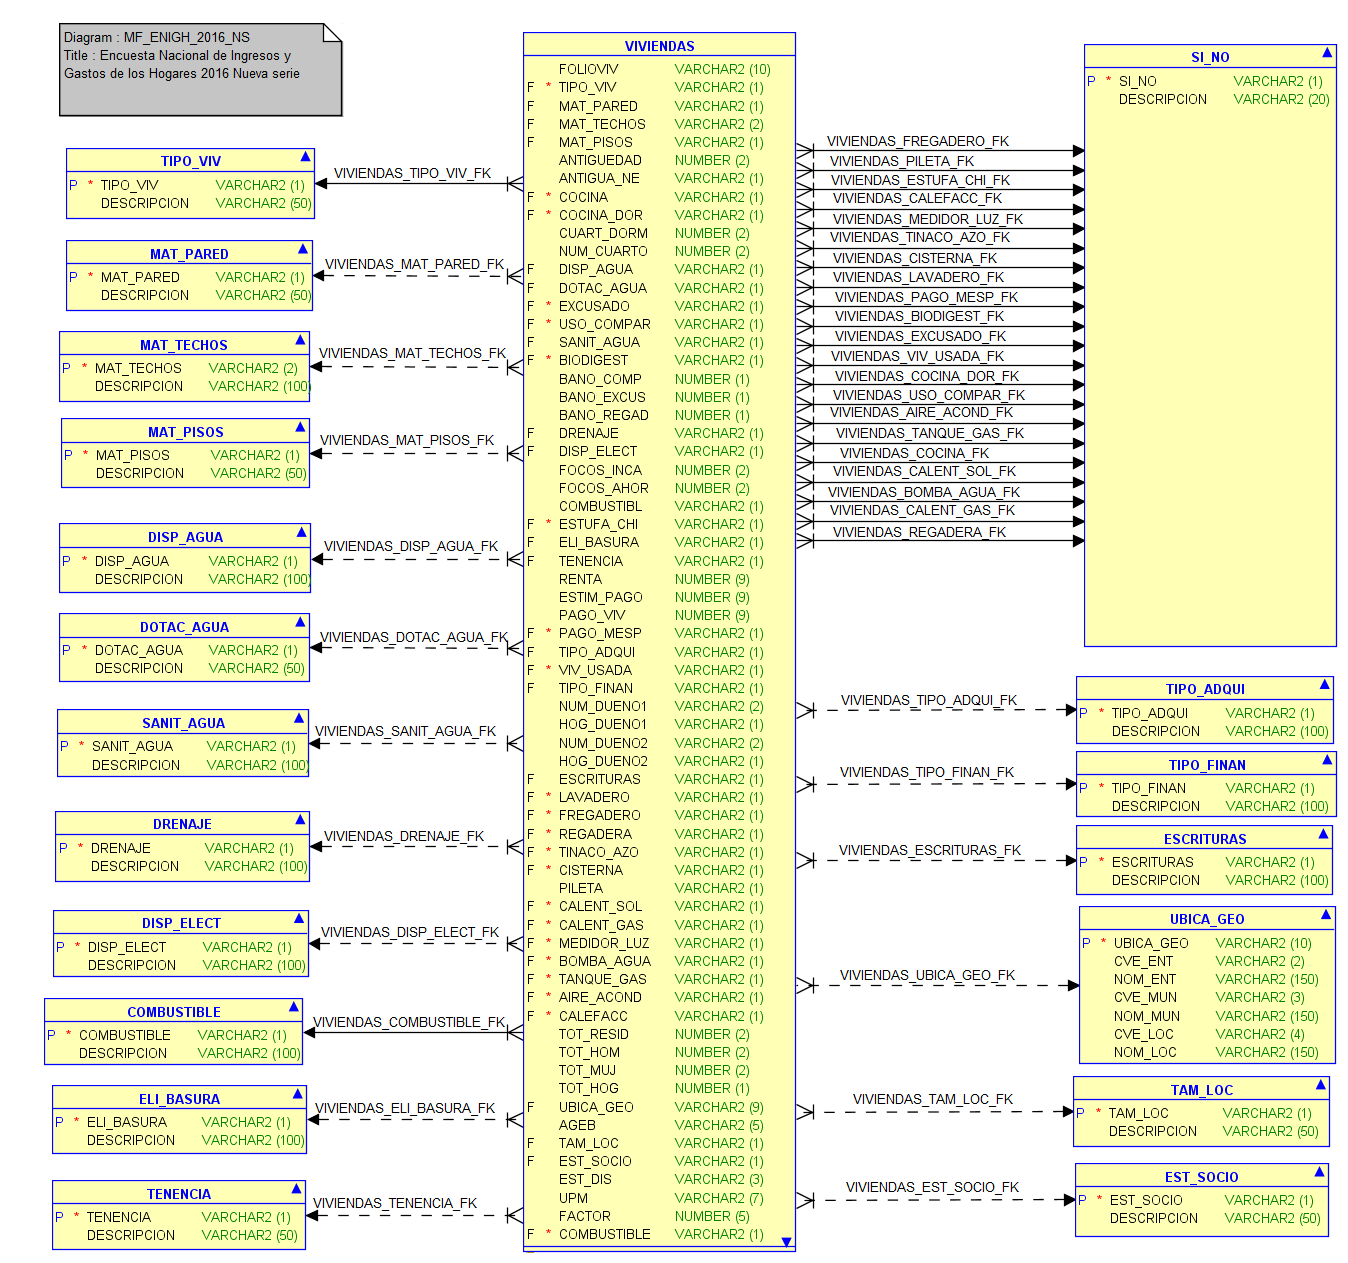 Diagram : MF_ENIGH_2016_NS
Title : Encuesta Nacional de Ingresos y
Gastos de los Hogares 2016 Nueva serie
TIPO_VIV
P * TIPO_VIV VARCHAR2 (1)
DESCRIPCION VARCHAR2 (50)
MAT_PARED
P * MAT_PARED VARCHAR2 (1)
DESCRIPCION VARCHAR2 (50)
MAT_TECHOS
P * MAT_TECHOS VARCHAR2 (2)
DESCRIPCION VARCHAR2 (100)
MAT_PISOS
P * MAT_PISOS VARCHAR2 (1)
DESCRIPCION VARCHAR2 (50)
DISP_AGUA
P * DISP_AGUA VARCHAR2 (1)
DESCRIPCION VARCHAR2 (100)
DOTAC_AGUA
P * DOTAC_AGUA VARCHAR2 (1)
DESCRIPCION VARCHAR2 (50)
SANIT_AGUA
P * SANIT_AGUA VARCHAR2 (1)
DESCRIPCION VARCHAR2 (100)
DRENAJE
P * DRENAJE VARCHAR2 (1)
DESCRIPCION VARCHAR2 (100)
DISP_ELECT
P * DISP_ELECT VARCHAR2 (1)
DESCRIPCION VARCHAR2 (100)
COMBUSTIBLE
P * COMBUSTIBLE VARCHAR2 (1)
DESCRIPCION VARCHAR2 (100)
ELI_BASURA
P * ELI_BASURA VARCHAR2 (1)
DESCRIPCION VARCHAR2 (100)
TENENCIA
P * TENENCIA VARCHAR2 (1)
DESCRIPCION VARCHAR2 (50)
VIVIENDAS_TIPO_VIV_FK
VIVIENDAS_MAT_PARED_FK
VIVIENDAS_MAT_TECHOS_FK
VIVIENDAS_MAT_PISOS_FK
VIVIENDAS_DISP_AGUA_FK
VIVIENDAS_DOTAC_AGUA_FK
VIVIENDAS_SANIT_AGUA_FK
VIVIENDAS_DRENAJE_FK
VIVIENDAS_DISP_ELECT_FK
VIVIENDAS_COMBUSTIBLE_FK
VIVIENDAS_ELI_BASURA_FK
VIVIENDAS_TENENCIA_FK
VIVIENDAS
FOLIOVIV VARCHAR2 (10)
F * TIPO_VIV VARCHAR2 (1)
F MAT_PARED VARCHAR2 (1)
F MAT_TECHOS VARCHAR2 (2)
F MAT_PISOS VARCHAR2 (1)
ANTIGUEDAD NUMBER (2)
ANTIGUA_NE VARCHAR2 (1)
F * COCINA VARCHAR2 (1)
F * COCINA_DOR VARCHAR2 (1)
CUART_DORM NUMBER (2)
NUM_CUARTO NUMBER (2)
F DISP_AGUA VARCHAR2 (1)
F DOTAC_AGUA VARCHAR2 (1)
F * EXCUSADO VARCHAR2 (1)
F * USO_COMPAR VARCHAR2 (1)
F SANIT_AGUA VARCHAR2 (1)
F * BIODIGEST VARCHAR2 (1)
BANO_COMP NUMBER (1)
BANO_EXCUS NUMBER (1)
BANO_REGAD NUMBER (1)
F DRENAJE VARCHAR2 (1)
F DISP_ELECT VARCHAR2 (1)
FOCOS_INCA NUMBER (2)
FOCOS_AHOR NUMBER (2)
COMBUSTIBL VARCHAR2 (1)
F * ESTUFA_CHI VARCHAR2 (1)
F ELI_BASURA VARCHAR2 (1)
F TENENCIA VARCHAR2 (1)
RENTA NUMBER (9)
ESTIM_PAGO NUMBER (9)
PAGO_VIV NUMBER (9)
F * PAGO_MESP VARCHAR2 (1)
F TIPO_ADQUI VARCHAR2 (1)
F * VIV_USADA VARCHAR2 (1)
F TIPO_FINAN VARCHAR2 (1)
NUM_DUENO1 VARCHAR2 (2)
HOG_DUENO1 VARCHAR2 (1)
NUM_DUENO2 VARCHAR2 (2)
HOG_DUENO2 VARCHAR2 (1)
F ESCRITURAS VARCHAR2 (1)
F * LAVADERO VARCHAR2 (1)
F * FREGADERO VARCHAR2 (1)
F * REGADERA VARCHAR2 (1)
F * TINACO_AZO VARCHAR2 (1)
F * CISTERNA VARCHAR2 (1)
PILETA VARCHAR2 (1)
F * CALENT_SOL VARCHAR2 (1)
F * CALENT_GAS VARCHAR2 (1)
F * MEDIDOR_LUZ VARCHAR2 (1)
F * BOMBA_AGUA VARCHAR2 (1)
F * TANQUE_GAS VARCHAR2 (1)
F * AIRE_ACOND VARCHAR2 (1)
F * CALEFACC VARCHAR2 (1)
TOT_RESID NUMBER (2)
TOT_HOM NUMBER (2)
TOT_MUJ NUMBER (2)
TOT_HOG NUMBER (1)
F UBICA_GEO VARCHAR2 (9)
AGEB VARCHAR2 (5)
F TAM_LOC VARCHAR2 (1)
F EST_SOCIO VARCHAR2 (1)
EST_DIS VARCHAR2 (3)
UPM VARCHAR2 (7)
FACTOR NUMBER (5)
F * COMBUSTIBLE VARCHAR2 (1)
VIVIENDAS_FREGADERO_FK
VIVIENDAS_PILETA_FK
VIVIENDAS_ESTUFA_CHI_FK
VIVIENDAS_CALEFACC_FK
VIVIENDAS_MEDIDOR_LUZ_FK
VIVIENDAS_TINACO_AZO_FK
VIVIENDAS_CISTERNA_FK
VIVIENDAS_LAVADERO_FK
VIVIENDAS_PAGO_MESP_FK
VIVIENDAS_BIODIGEST_FK
VIVIENDAS_EXCUSADO_FK
VIVIENDAS_VIV_USADA_FK
VIVIENDAS_COCINA_DOR_FK
VIVIENDAS_USO_COMPAR_FK
VIVIENDAS_AIRE_ACOND_FK
VIVIENDAS_TANQUE_GAS_FK
VIVIENDAS_COCINA_FK
VIVIENDAS_CALENT_SOL_FK
VIVIENDAS_BOMBA_AGUA_FK
VIVIENDAS_CALENT_GAS_FK
VIVIENDAS_REGADERA_FK
VIVIENDAS_TIPO_ADQUI_FK
VIVIENDAS_TIPO_FINAN_FK
VIVIENDAS_ESCRITURAS_FK
VIVIENDAS_UBICA_GEO_FK
VIVIENDAS_TAM_LOC_FK
VIVIENDAS_EST_SOCIO_FK
SI_NO
P * SI_NO VARCHAR2 (1)
DESCRIPCION VARCHAR2 (20)
TIPO_ADQUI
P * TIPO_ADQUI VARCHAR2 (1)
DESCRIPCION VARCHAR2 (100)
TIPO_FINAN
P * TIPO_FINAN VARCHAR2 (1)
DESCRIPCION VARCHAR2 (100)
ESCRITURAS
P * ESCRITURAS VARCHAR2 (1)
DESCRIPCION VARCHAR2 (100)
UBICA_GEO
P * UBICA_GEO VARCHAR2 (10)
CVE_ENT VARCHAR2 (2)
NOM_ENT VARCHAR2 (150)
CVE_MUN VARCHAR2 (3)
NOM_MUN VARCHAR2 (150)
CVE_LOC VARCHAR2 (4)
NOM_LOC VARCHAR2 (150)
TAM_LOC
P * TAM_LOC VARCHAR2 (1)
DESCRIPCION VARCHAR2 (50)
EST_SOCIO
P * EST_SOCIO VARCHAR2 (1)
DESCRIPCION VARCHAR2 (50)